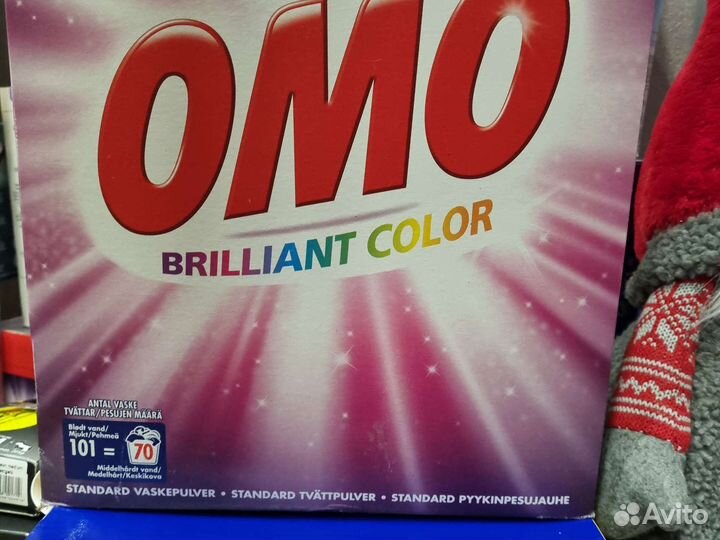 OMO
BRILLIANT COLOR
ANTAL VASKE
TVÄTTAR/PESUJEN MÄÄRÄ
Blødt vand/
Mjukt/Pehmeä
101 = 70
Middelhårdt vand/
Medelhårt/Keskikova
STANDARD VASKEPULVER • STANDARD TVÄTTPULVER • STANDARD PYYKINPESUJAUHE
Avito